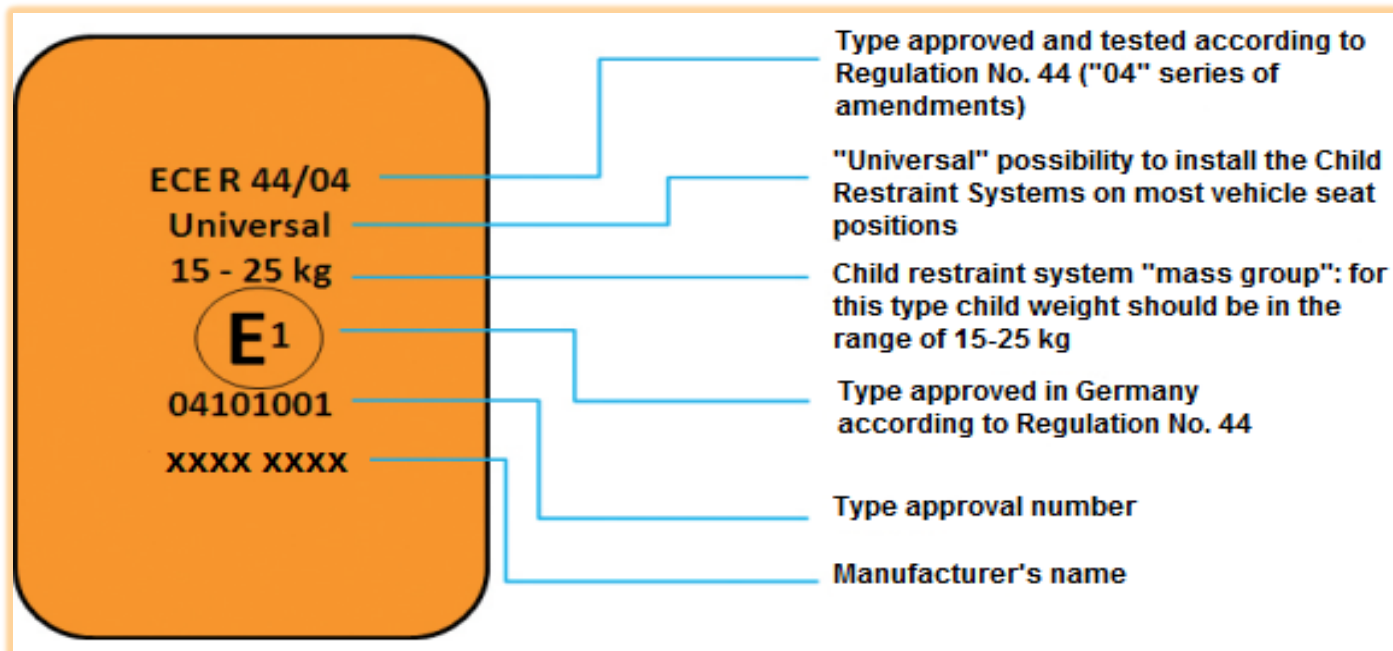 ECE R 44/04
Universal
15 - 25 kg
E 1
04101001
xxxx xxxx
Type approved and tested according to
Regulation No. 44 ("04" series of
amendments)
"Universal" possibility to install the Child
Restraint Systems on most vehicle seat
positions
Child restraint system "mass group": for
this type child weight should be in the
range of 15-25 kg
Type approved in Germany
according to Regulation No. 44
Type approval number
Manufacturer's name